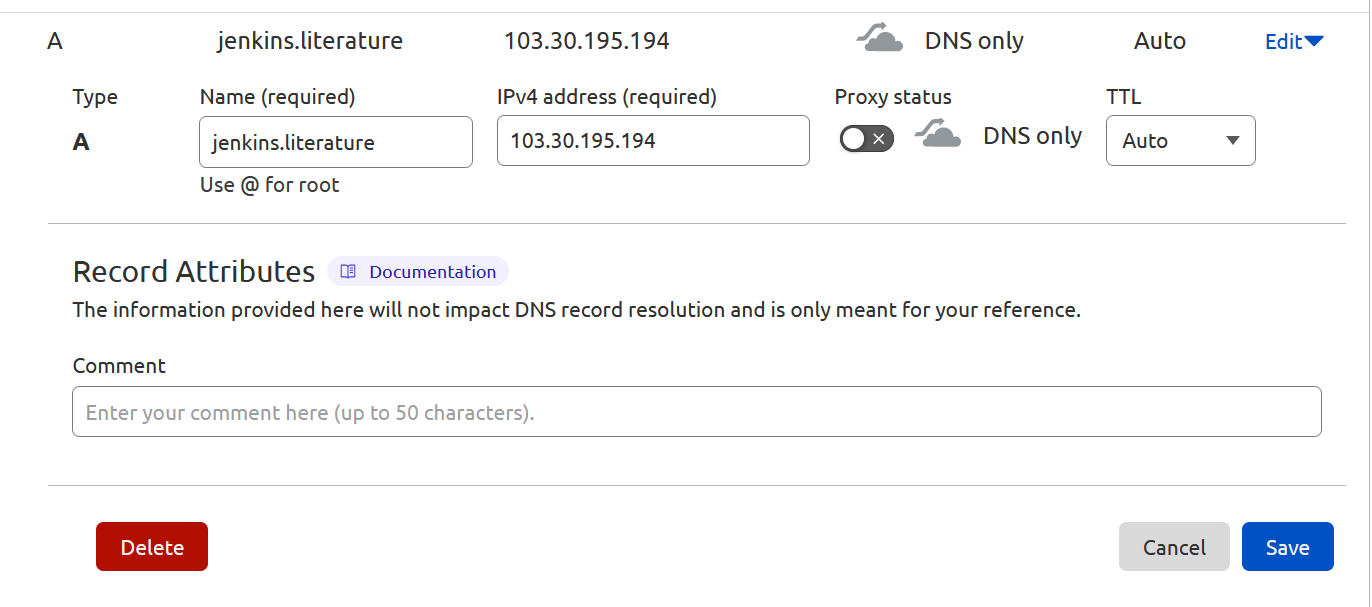 A jenkins.literature 103.30.195.194 DNS only Auto Edit
Type Name (required) IPv4 address (required) Proxy status TTL
A jenkins.literature 103.30.195.194 DNS only Auto
Use @ for root
Record Attributes Documentation
The information provided here will not impact DNS record resolution and is only meant for your reference.
Comment
Enter your comment here (up to 50 characters).
Delete Cancel Save